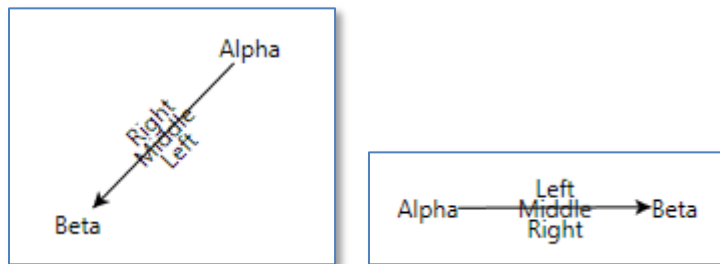 Alpha
Right
Middle
Left
Beta
Left
Alpha Middle Beta
Right